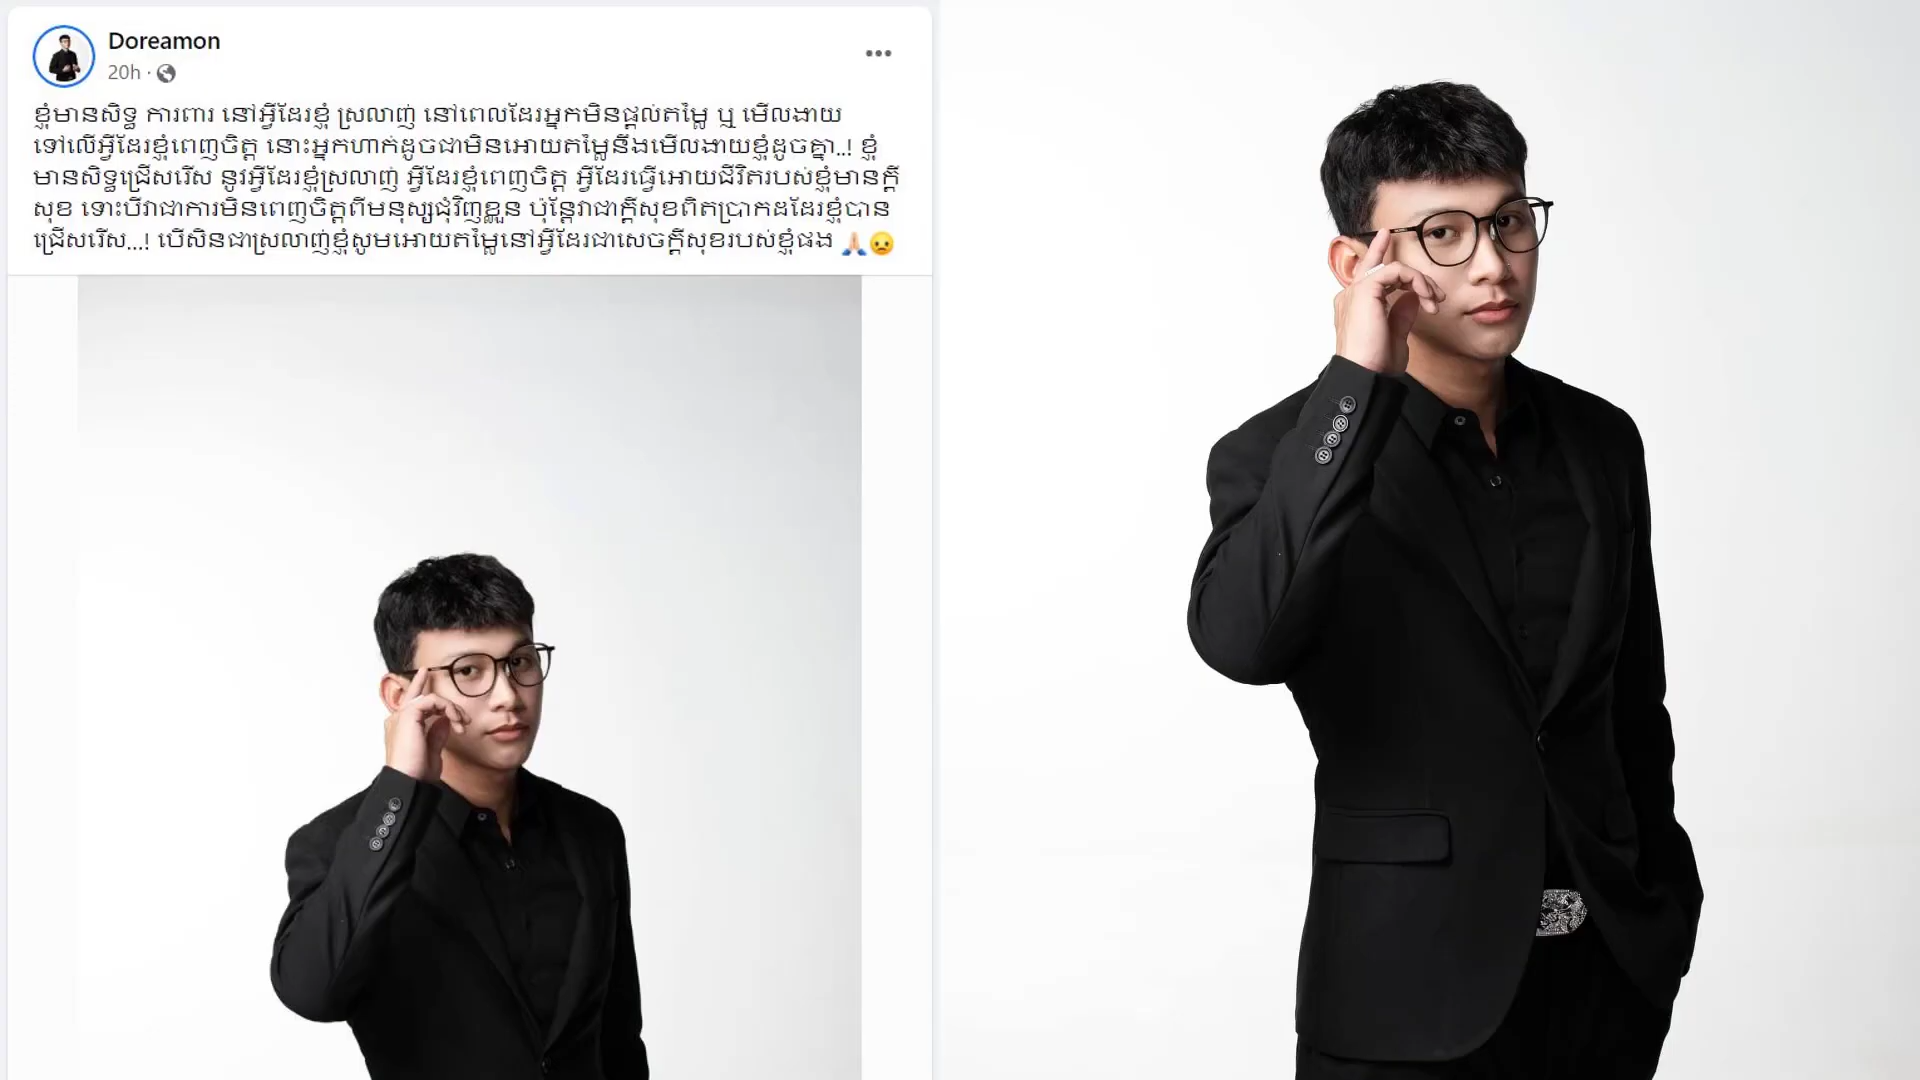 Doreamon
20h ·
ខ្ញុំមានសិទ្ធ ការពារ នៅអ្វីដែរខ្ញុំ ស្រលាញ់ នៅពេលដែរអ្នកមិនផ្តល់តម្លៃ ឬ មើលងាយ
ទៅលើអ្វីដែរខ្ញុំពេញចិត្ត នោះអ្នកហាក់ដូចជាមិនអោយតម្លៃនឹងមើលងាយខ្ញុំដូចគ្នា..! ខ្ញុំ
មានសិទ្ធជ្រើសរើស នូវអ្វីដែរខ្ញុំស្រលាញ់ អ្វីដែរខ្ញុំពេញចិត្ត អ្វីដែរធ្វើអោយជីវិតរបស់ខ្ញុំមានក្តី
សុខ ទោះបីវាជាការមិនពេញចិត្តពីមនុស្សជុំវិញខ្លួន ប៉ុន្តែវាជាក្តីសុខពិតប្រាកដដែរខ្ញុំបាន
ជ្រើសរើស...! បើសិនជាស្រលាញ់ខ្ញុំសូមអោយតម្លៃនៅអ្វីដែរជាសេចក្តីសុខរបស់ខ្ញុំផង 🙏🏻😞